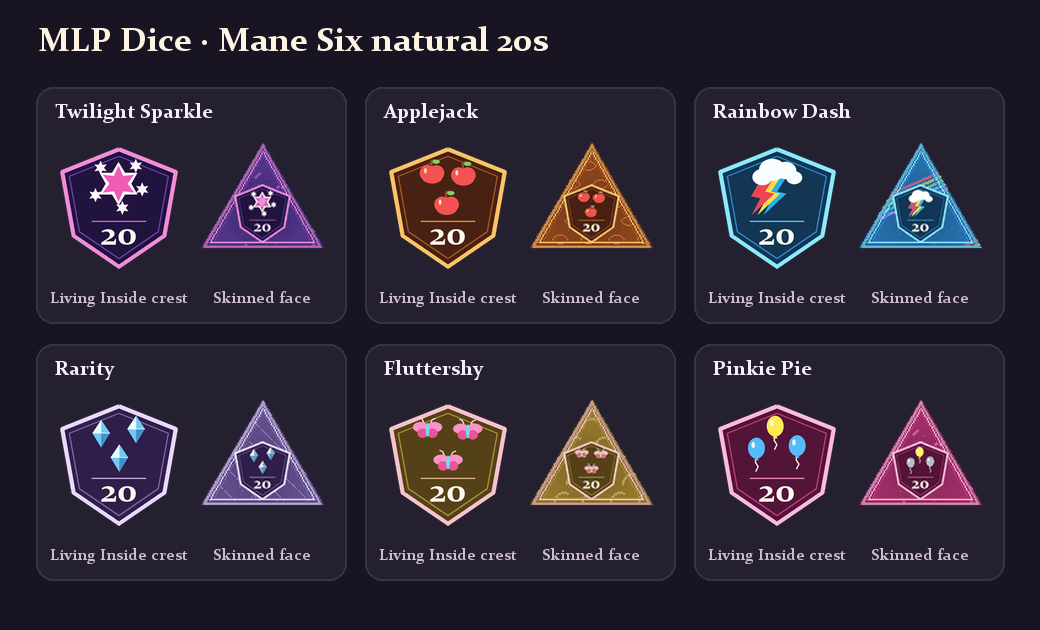 MLP Dice · Mane Six natural 20s
Twilight Sparkle
20
20
Living Inside crest
Skinned face
Applejack
20
20
Living Inside crest
Skinned face
Rainbow Dash
20
20
Living Inside crest
Skinned face
Rarity
20
20
Living Inside crest
Skinned face
Fluttershy
20
20
Living Inside crest
Skinned face
Pinkie Pie
20
20
Living Inside crest
Skinned face